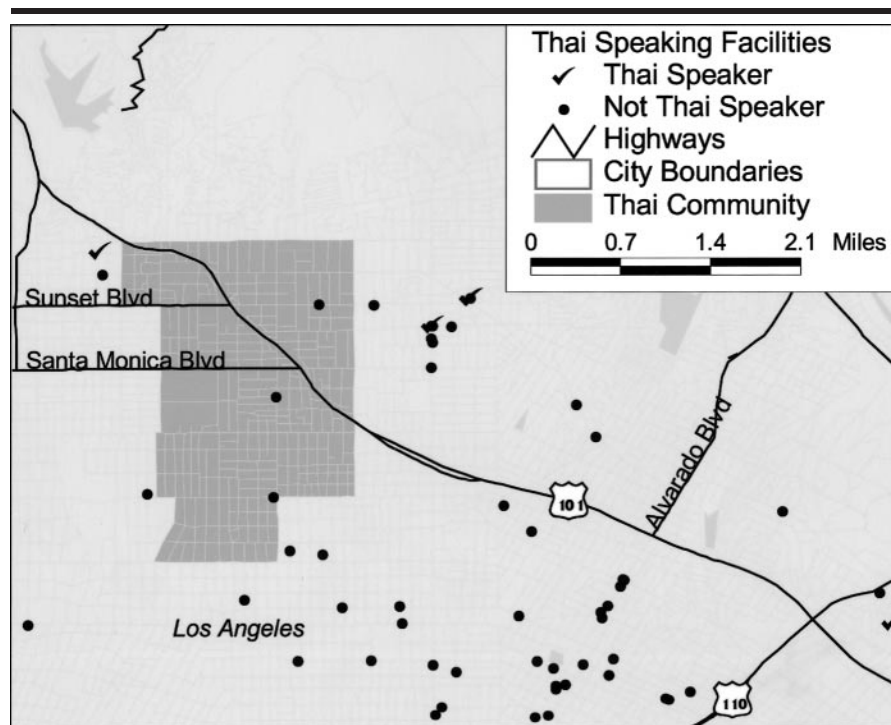 Thai Speaking Facilities
Thai Speaker
Not Thai Speaker
Highways
City Boundaries
Thai Community
0 0.7 1.4 2.1 Miles
Sunset Blvd
Santa Monica Blvd
Alvarado Blvd
101
Los Angeles
110